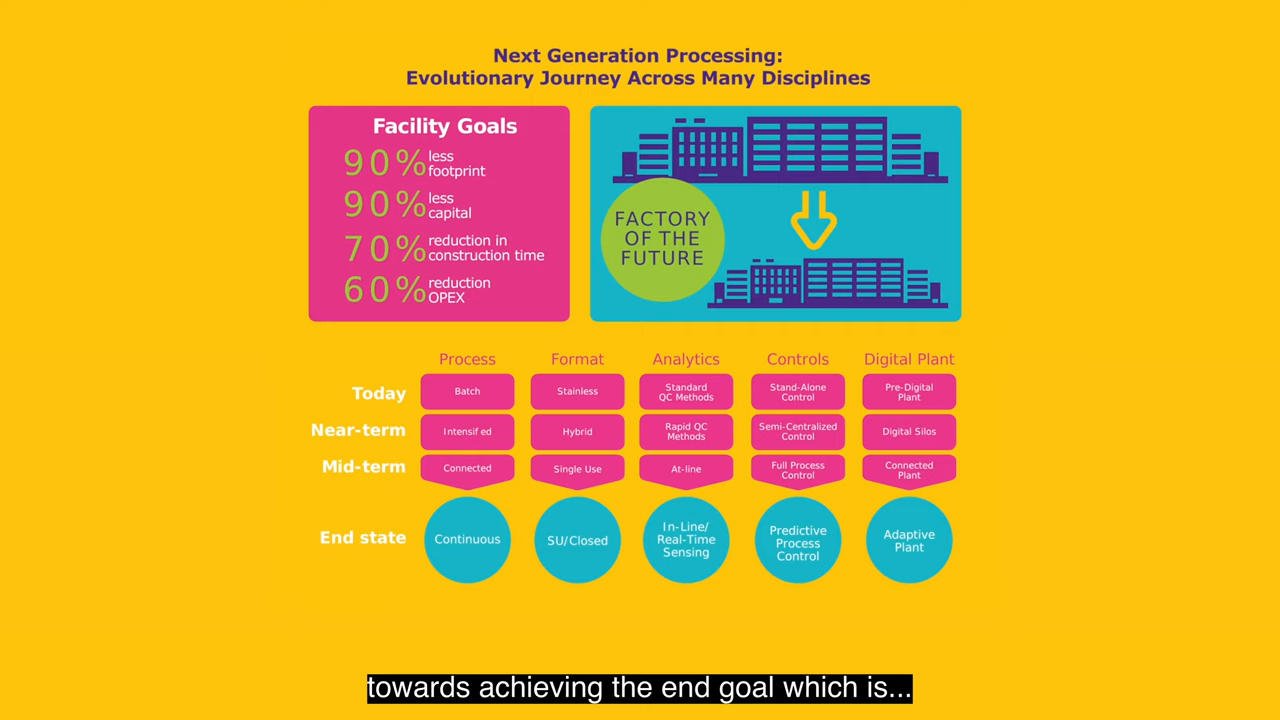 Next Generation Processing:
Evolutionary Journey Across Many Disciplines
Facility Goals
90% less
footprint
90% less
capital
70% reduction in
construction time
60% reduction
OPEX
FACTORY
OF THE
FUTURE
Process Format Analytics Controls Digital Plant
Today
Batch
Stainless
Standard
QC Methods
Stand-Alone
Control
Pre-Digital
Plant
Near-term
Intensif ed
Hybrid
Rapid QC
Methods
Semi-Centralized
Control
Digital Silos
Mid-term
Connected
Single Use
At-line
Full Process
Control
Connected
Plant
End state
Continuous
SU/Closed
In-Line/
Real-Time
Sensing
Predictive
Process
Control
Adaptive
Plant
towards achieving the end goal which is...